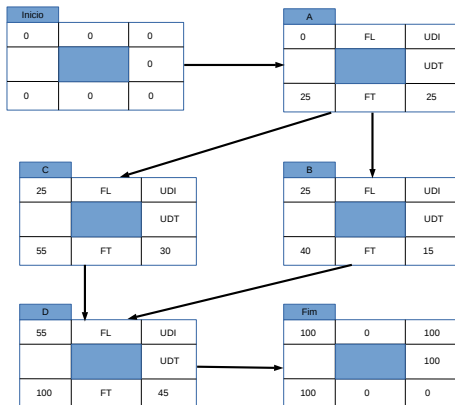 Inicio
0 0 0
0
0 0 0
A
0 FL UDI
UDT
25 FT 25
C
25 FL UDI
UDT
55 FT 30
B
25 FL UDI
UDT
40 FT 15
D
55 FL UDI
UDT
100 FT 45
Fim
100 0 100
100
100 0 0